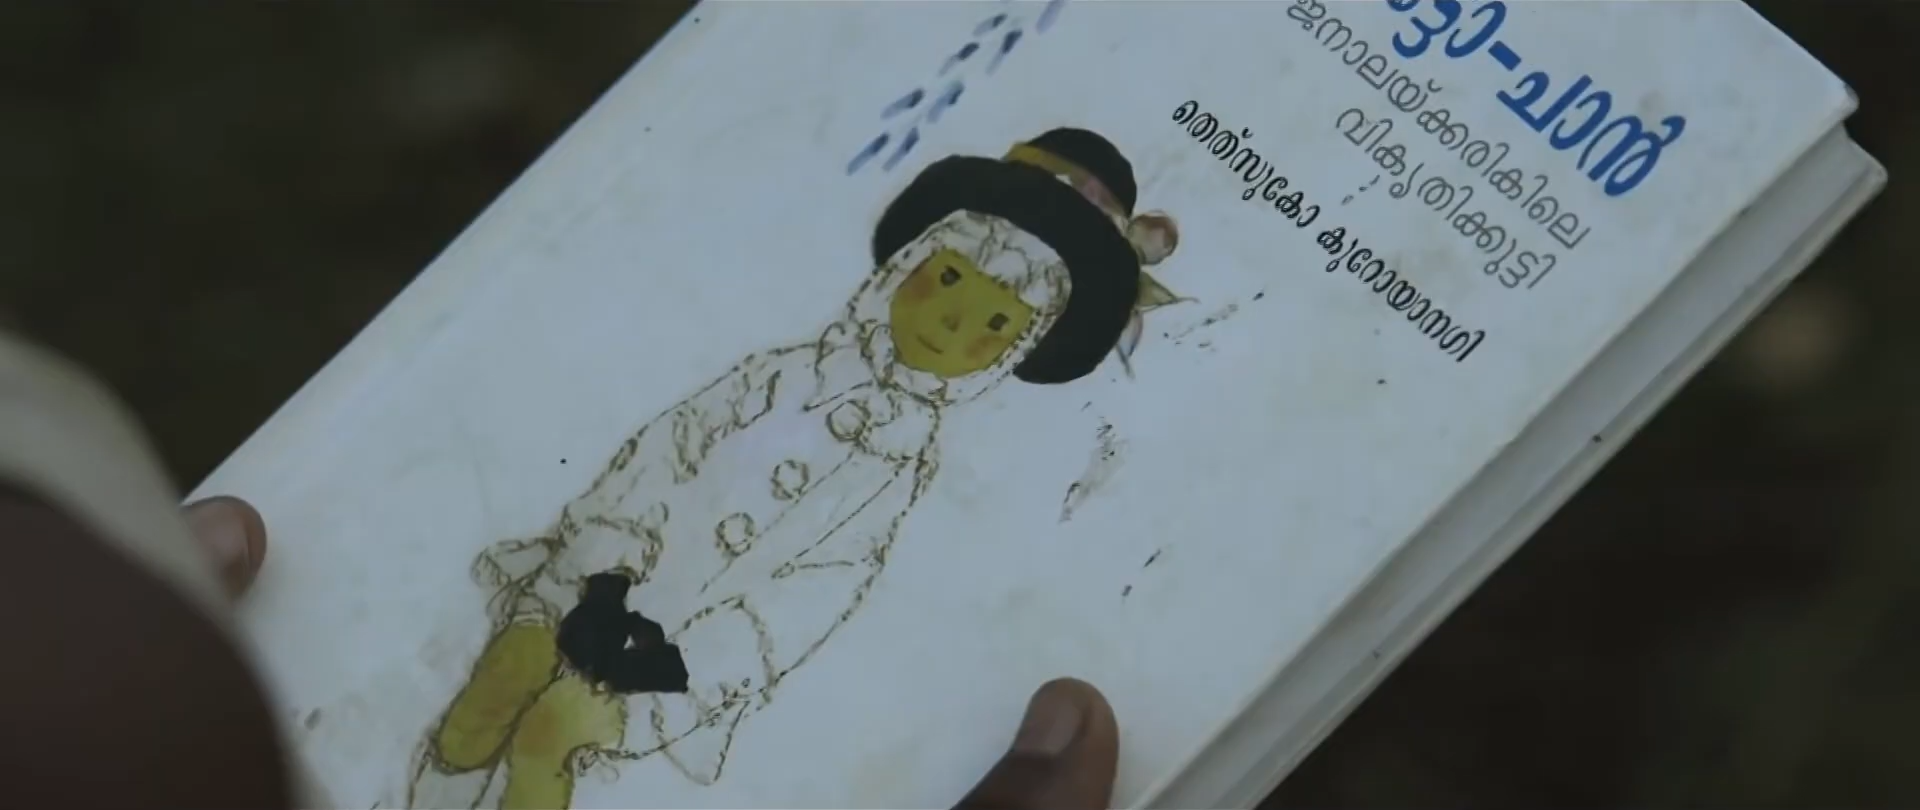 ട്ടോ-ചാൻ
ജനാലയ്ക്കരികിലെ
വികൃതിക്കുട്ടി
തെത്സുകോ കുറോയാനഗി